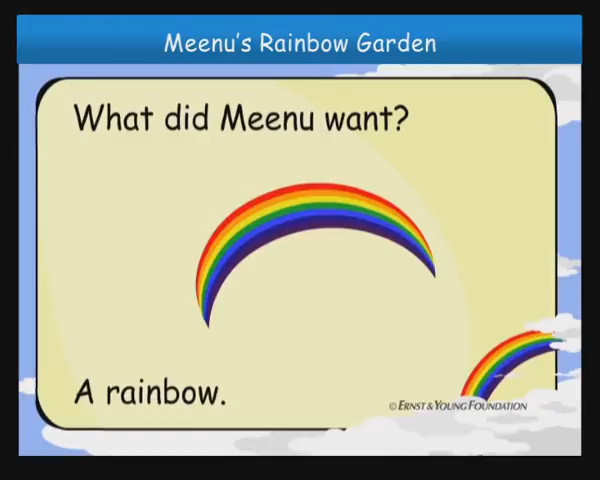 Meenu's Rainbow Garden
What did Meenu want?
A rainbow.
© ERNST & YOUNG FOUNDATION